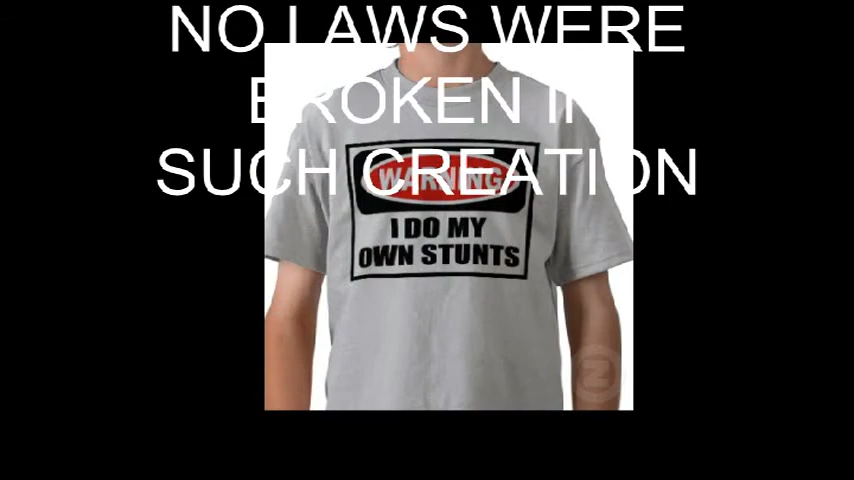 NO LAWS WERE
BROKEN IN
SUCH CREATION
WARNING
I DO MY
OWN STUNTS
Z